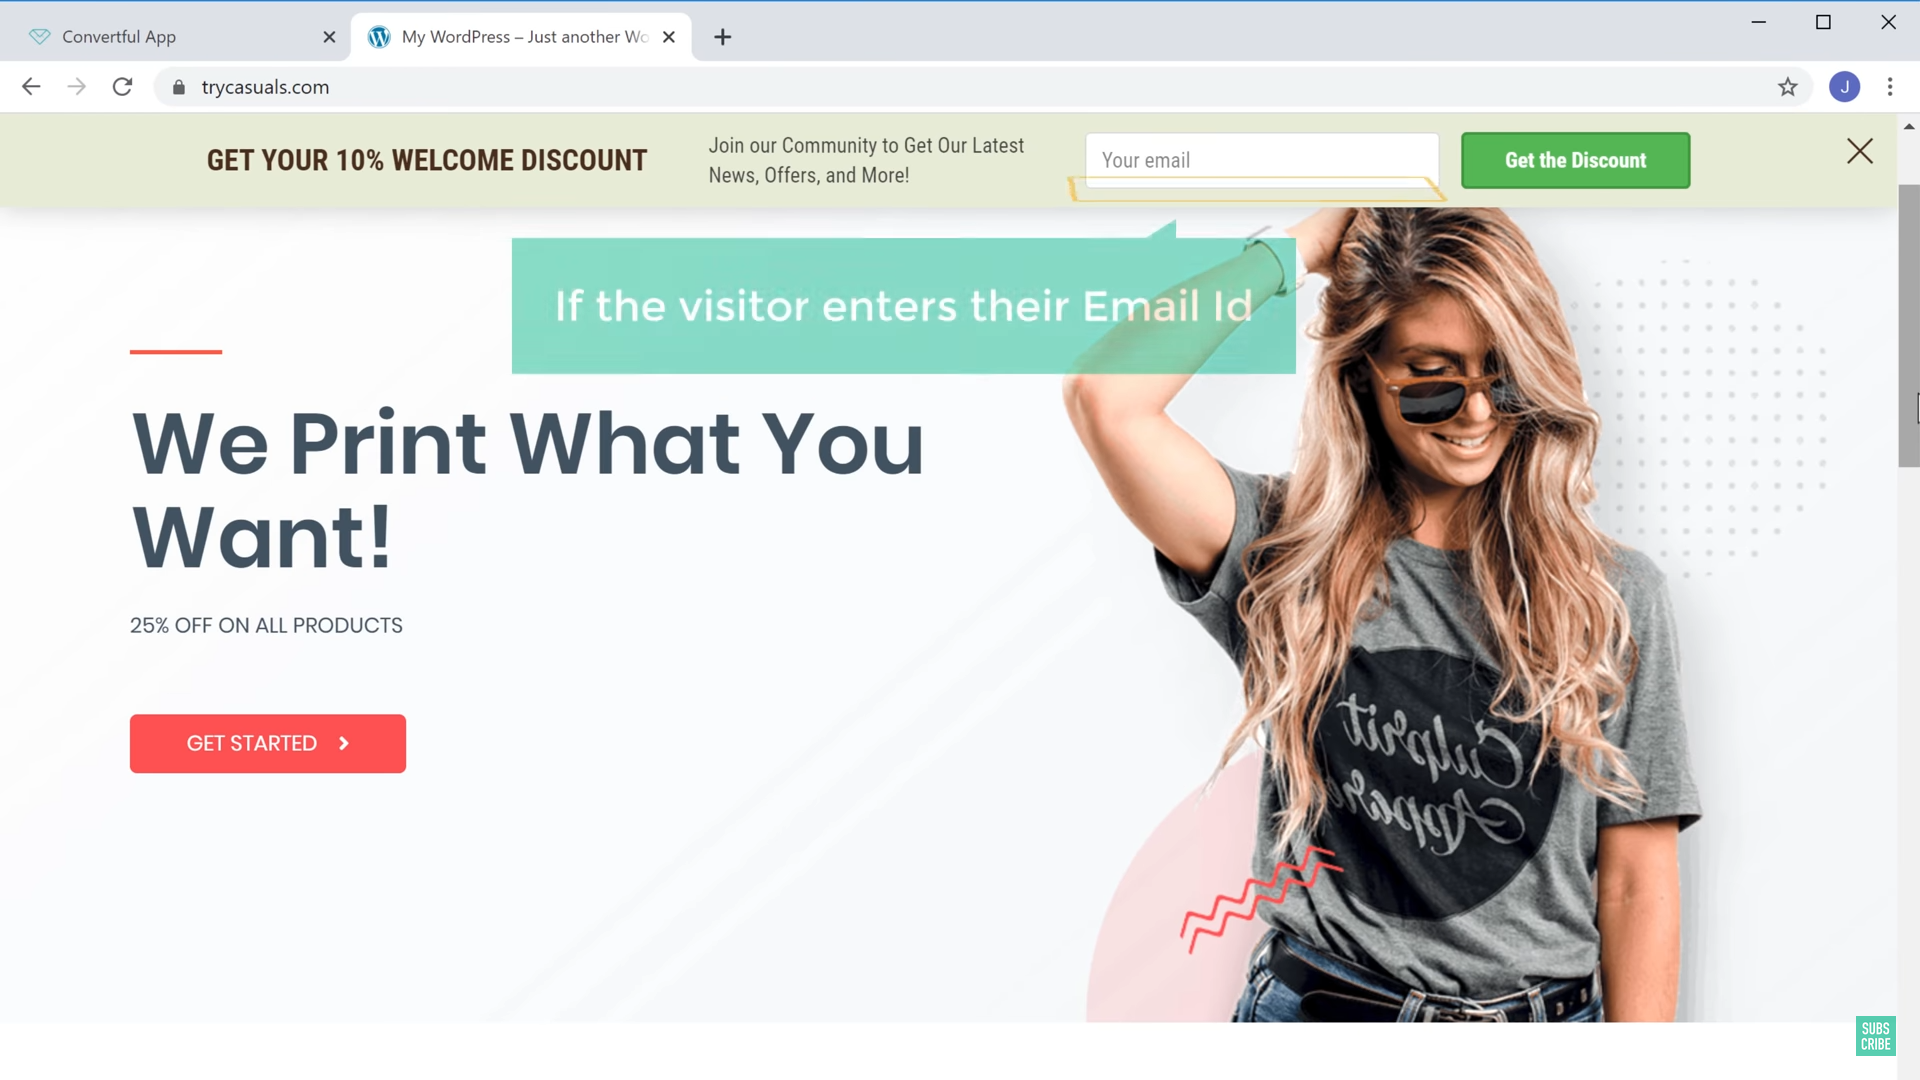 Convertful App
My WordPress – Just another Wo
trycasuals.com
J
GET YOUR 10% WELCOME DISCOUNT
Join our Community to Get Our Latest
News, Offers, and More!
Your email
Get the Discount
If the visitor enters their Email Id
We Print What You
Want!
25% OFF ON ALL PRODUCTS
GET STARTED
Culprit
Apparel
SUBS
CRIBE